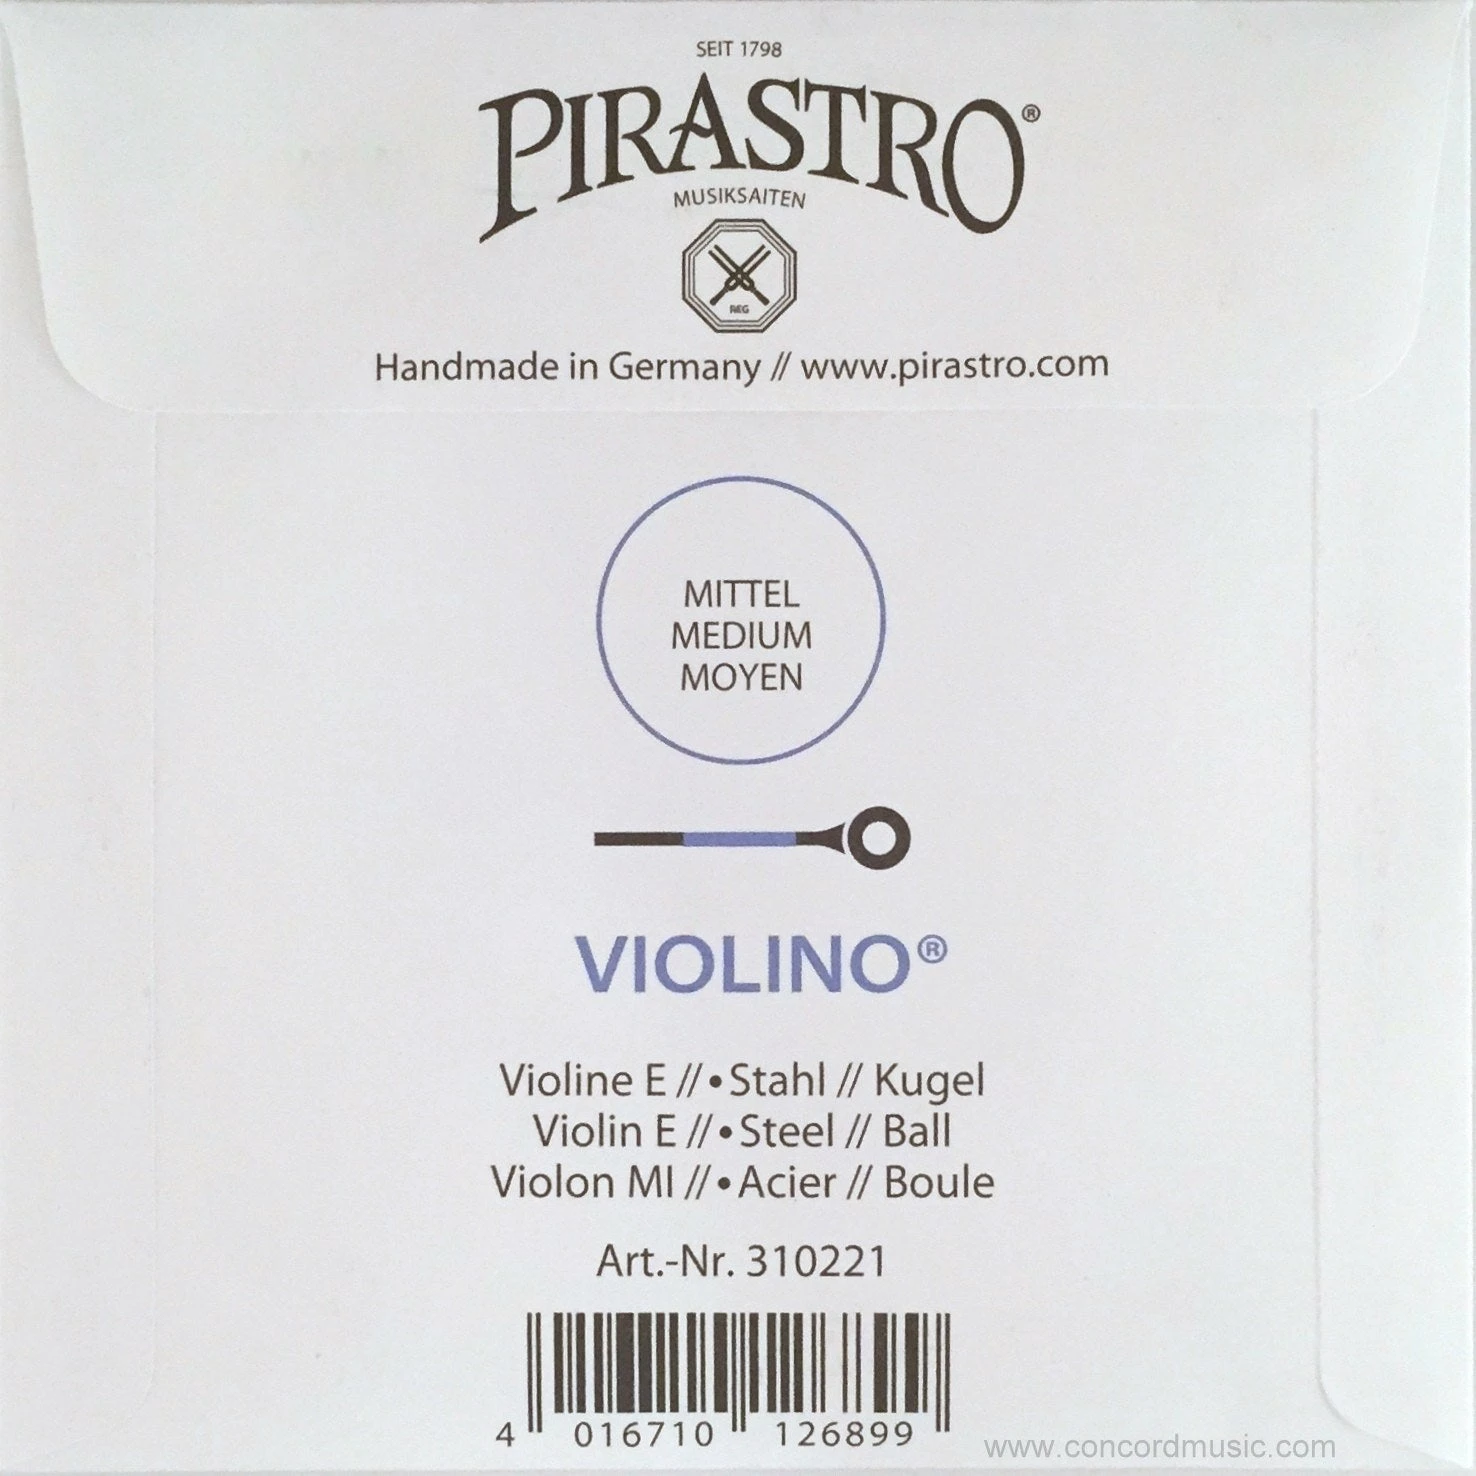 SEIT 1798
PIRASTRO®
MUSIKSAITEN
REG
Handmade in Germany // www.pirastro.com
MITTEL
MEDIUM
MOYEN
VIOLINO®
Violine E // • Stahl // Kugel
Violin E // • Steel // Ball
Violon MI // • Acier // Boule
Art.-Nr. 310221
4 016710 126899
www.concordmusic.com